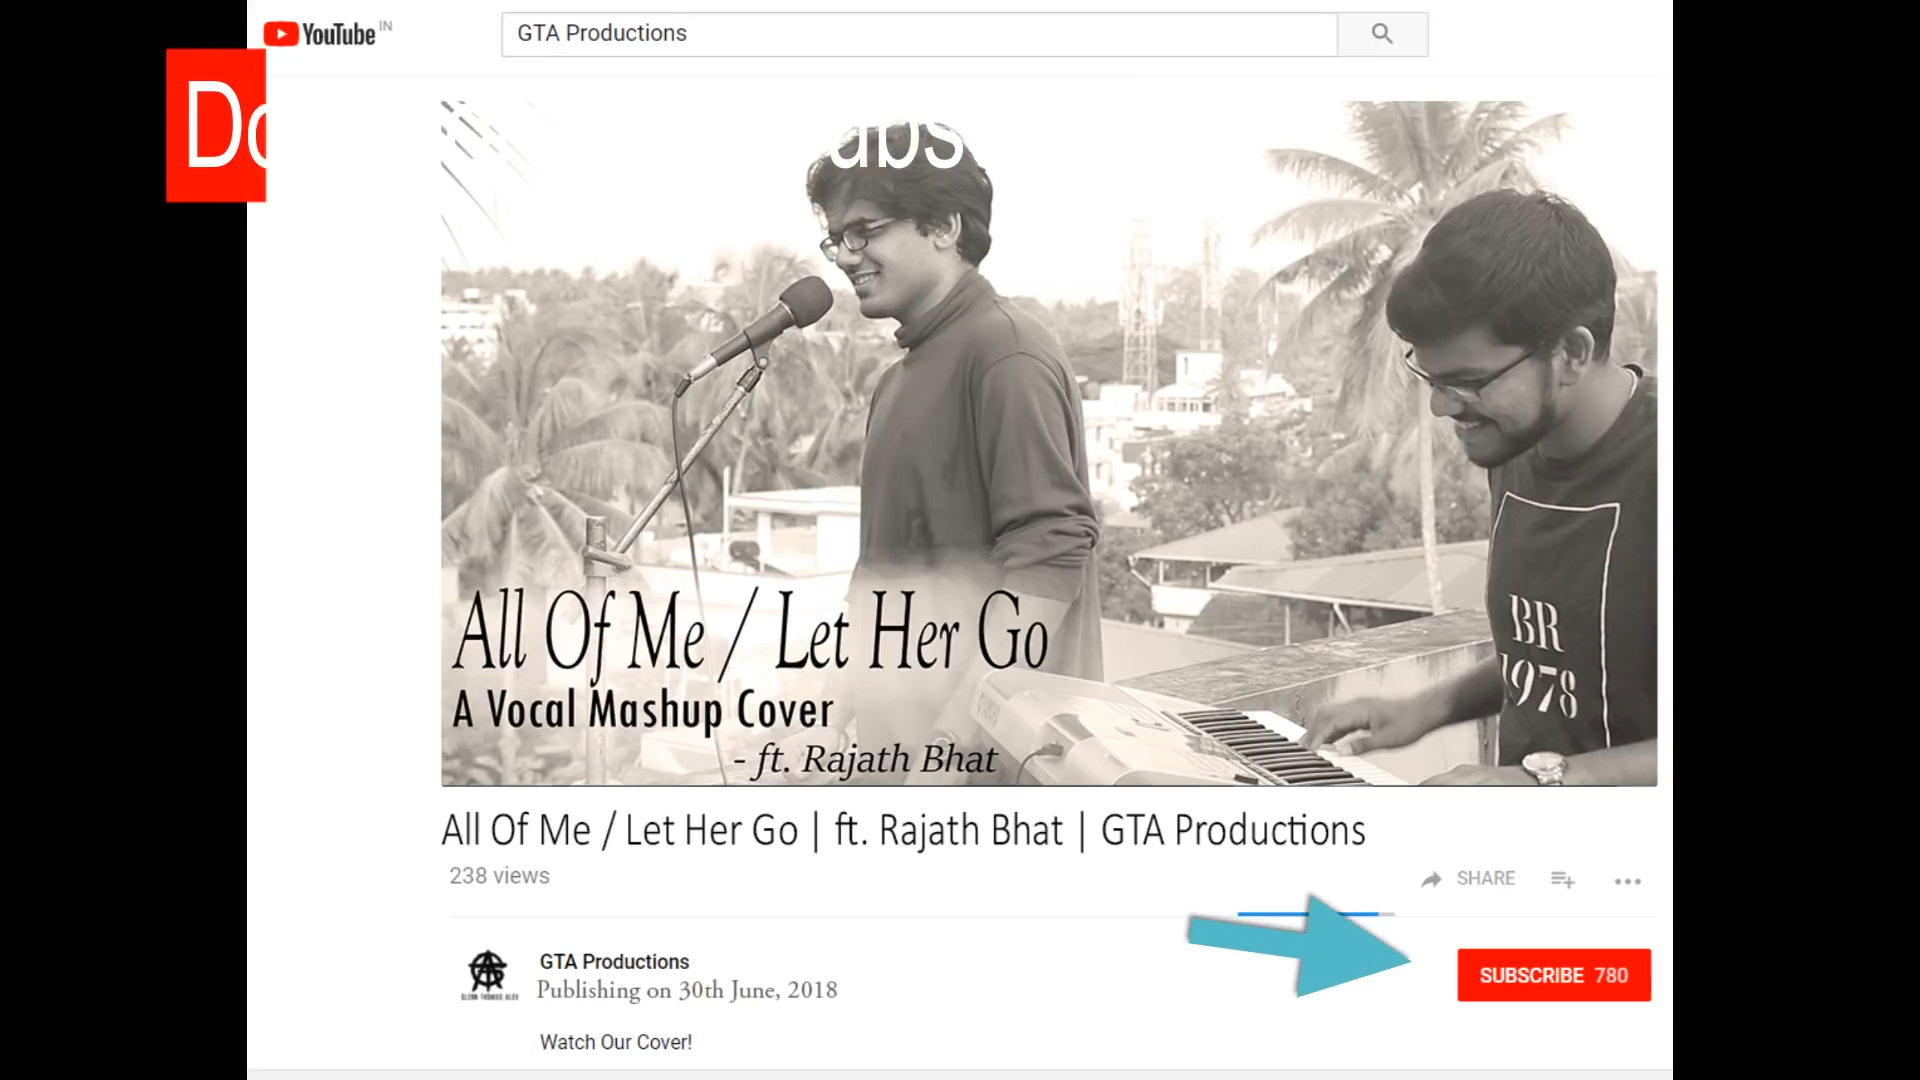 YouTube IN
GTA Productions
Do
ubs
All Of Me / Let Her Go
A Vocal Mashup Cover
- ft. Rajath Bhat
BR
1978
All Of Me / Let Her Go | ft. Rajath Bhat | GTA Productions
238 views
SHARE
GTA Productions
Publishing on 30th June, 2018
SUBSCRIBE 780
Watch Our Cover!